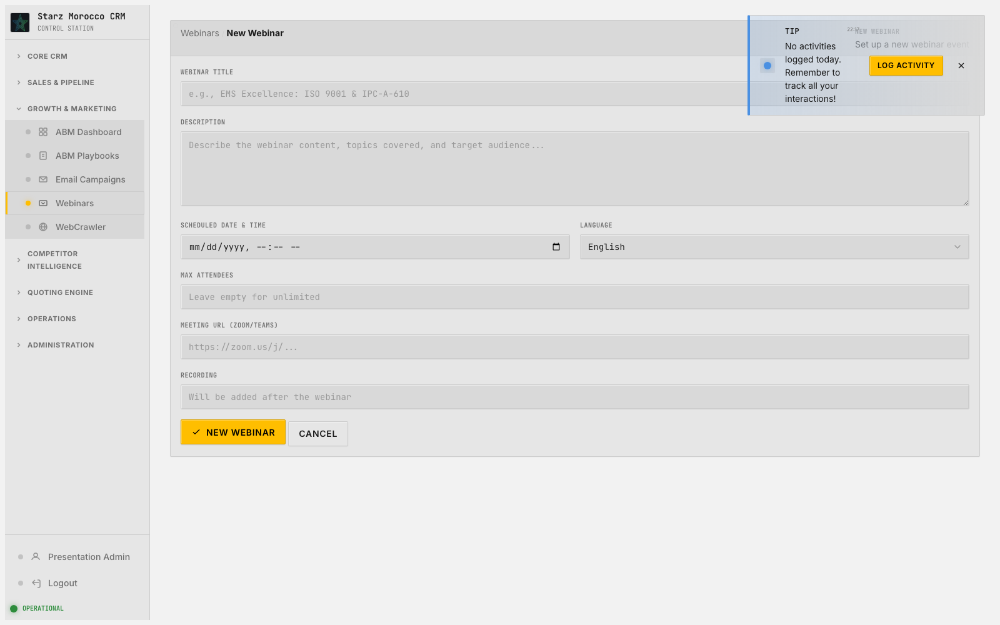 Starz Morocco CRM
CONTROL STATION
CORE CRM
SALES & PIPELINE
GROWTH & MARKETING
ABM Dashboard
ABM Playbooks
Email Campaigns
Webinars
WebCrawler
COMPETITOR
INTELLIGENCE
QUOTING ENGINE
OPERATIONS
ADMINISTRATION
Presentation Admin
Logout
OPERATIONAL
Webinars / New Webinar
NEW WEBINAR
Set up a new webinar event
TIP
22:17
No activities
logged today.
Remember to
track all your
interactions!
LOG ACTIVITY
WEBINAR TITLE
e.g., EMS Excellence: ISO 9001 & IPC-A-610
DESCRIPTION
Describe the webinar content, topics covered, and target audience...
SCHEDULED DATE & TIME
mm/dd/yyyy, --:-- --
LANGUAGE
English
MAX ATTENDEES
Leave empty for unlimited
MEETING URL (ZOOM/TEAMS)
https://zoom.us/j/...
RECORDING
Will be added after the webinar
NEW WEBINAR
CANCEL